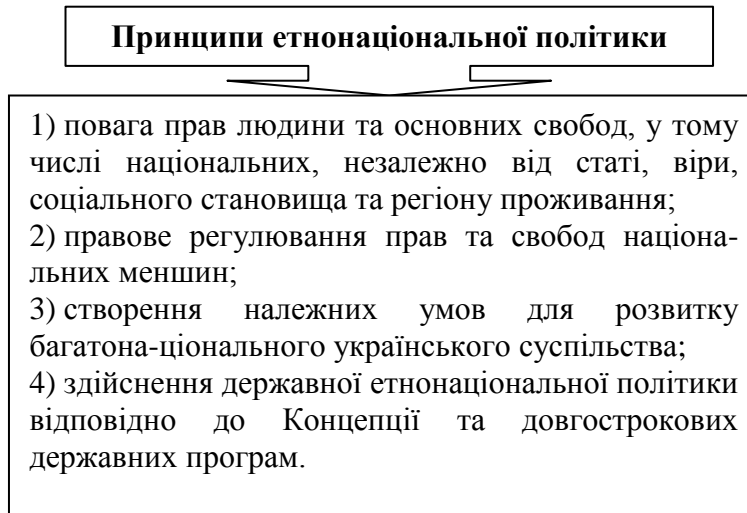 Принципи етнонаціональної політики
1) повага прав людини та основних свобод, у тому
числі національних, незалежно від статі, віри,
соціального становища та регіону проживання;
2) правове регулювання прав та свобод націона-
льних меншин;
3) створення належних умов для розвитку
багатона-ціонального українського суспільства;
4) здійснення державної етнонаціональної політики
відповідно до Концепції та довгострокових
державних програм.